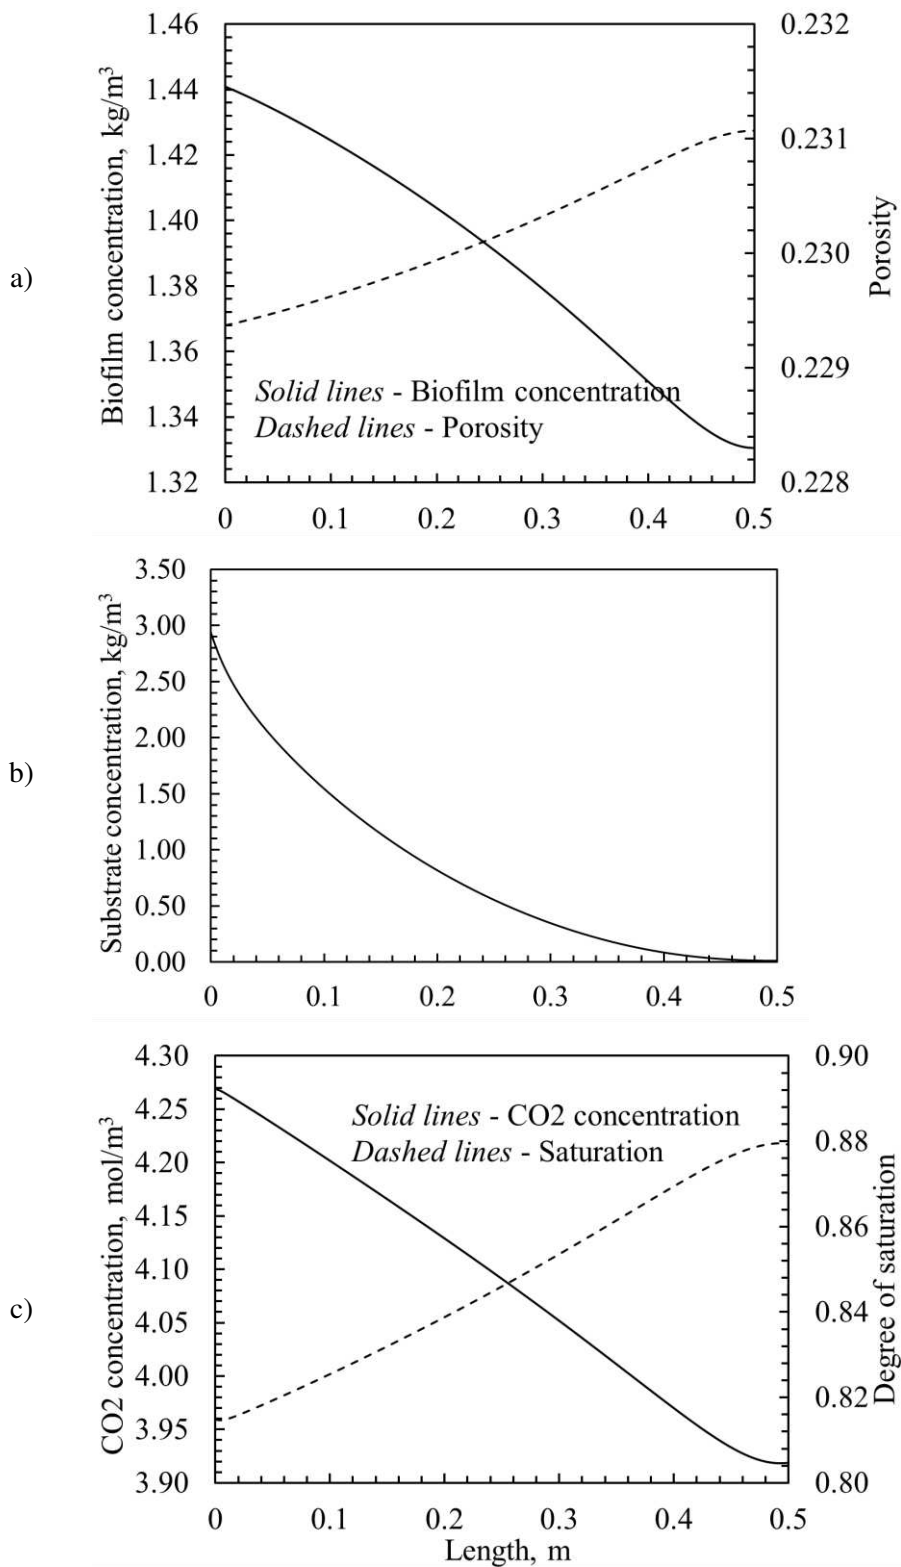 a)
Biofilm concentration, kg/m³
1.46
1.44
1.42
1.40
1.38
1.36
1.34
1.32
0.232
0.231
0.230
0.229
0.228
Porosity
Solid lines - Biofilm concentration
Dashed lines - Porosity
0 0.1 0.2 0.3 0.4 0.5
b)
Substrate concentration, kg/m³
3.50
3.00
2.50
2.00
1.50
1.00
0.50
0.00
0 0.1 0.2 0.3 0.4 0.5
c)
CO2 concentration, mol/m³
4.30
4.25
4.20
4.15
4.10
4.05
4.00
3.95
3.90
0.90
0.88
0.86
0.84
0.82
0.80
Degree of saturation
Solid lines - CO2 concentration
Dashed lines - Saturation
0 0.1 0.2 0.3 0.4 0.5
Length, m